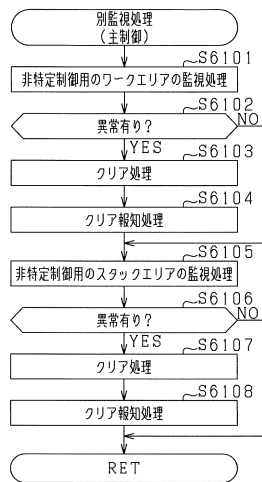 別監視処理
(主制御)
S6101
非特定制御用のワークエリアの監視処理
S6102
異常有り?
NO
YES
S6103
クリア処理
S6104
クリア報知処理
S6105
非特定制御用のスタックエリアの監視処理
S6106
異常有り?
NO
YES
S6107
クリア処理
S6108
クリア報知処理
RET